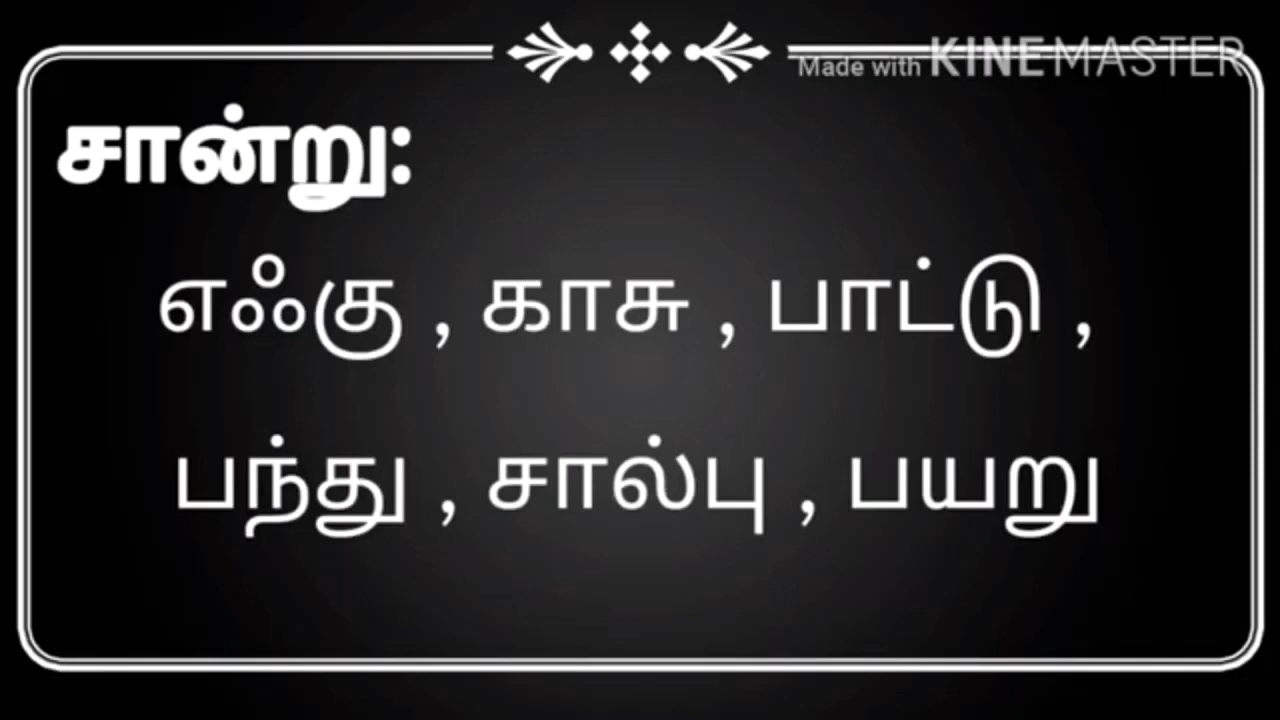 Made with KINEMASTER
சான்று:
எஃகு , காசு , பாட்டு ,
பந்து , சால்பு , பயறு